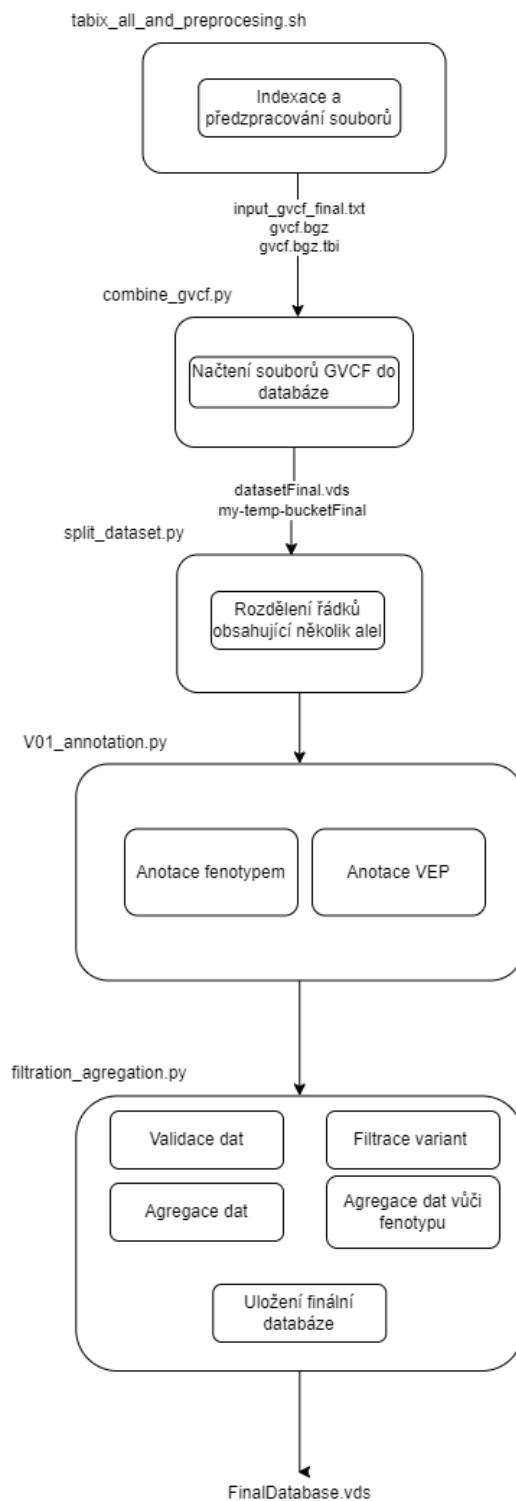 tabix_all_and_preprocesing.sh
Indexace a
předzpracování souborů
input_gvcf_final.txt
gvcf.bgz
gvcf.bgz.tbi
combine_gvcf.py
Načtení souborů GVCF do
databáze
datasetFinal.vds
my-temp-bucketFinal
split_dataset.py
Rozdělení řádků
obsahující několik alel
V01_annotation.py
Anotace fenotypem
Anotace VEP
filtration_agregation.py
Validace dat
Filtrace variant
Agregace dat
Agregace dat vůči
fenotypu
Uložení finální
databáze
FinalDatabase.vds